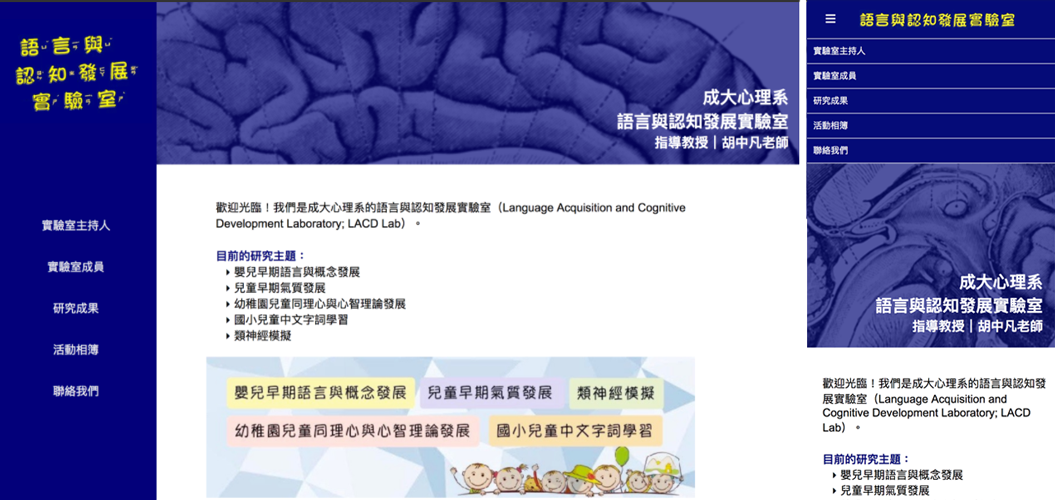 語言與
認知發展
實驗室
實驗室主持人
實驗室成員
研究成果
活動相簿
聯絡我們
成大心理系
語言與認知發展實驗室
指導教授｜胡中凡老師
歡迎光臨！我們是成大心理系的語言與認知發展實驗室（Language Acquisition and Cognitive
Development Laboratory; LACD Lab）。
目前的研究主題：
嬰兒早期語言與概念發展
兒童早期氣質發展
幼稚園兒童同理心與心智理論發展
國小兒童中文字詞學習
類神經模擬
嬰兒早期語言與概念發展 兒童早期氣質發展 類神經模擬
幼稚園兒童同理心與心智理論發展 國小兒童中文字詞學習
語言與認知發展實驗室
實驗室主持人
實驗室成員
研究成果
活動相簿
聯絡我們
成大心理系
語言與認知發展實驗室
指導教授｜胡中凡老師
歡迎光臨！我們是成大心理系的語言與認知發
展實驗室（Language Acquisition and
Cognitive Development Laboratory; LACD
Lab）。
目前的研究主題：
嬰兒早期語言與概念發展
兒童早期氣質發展